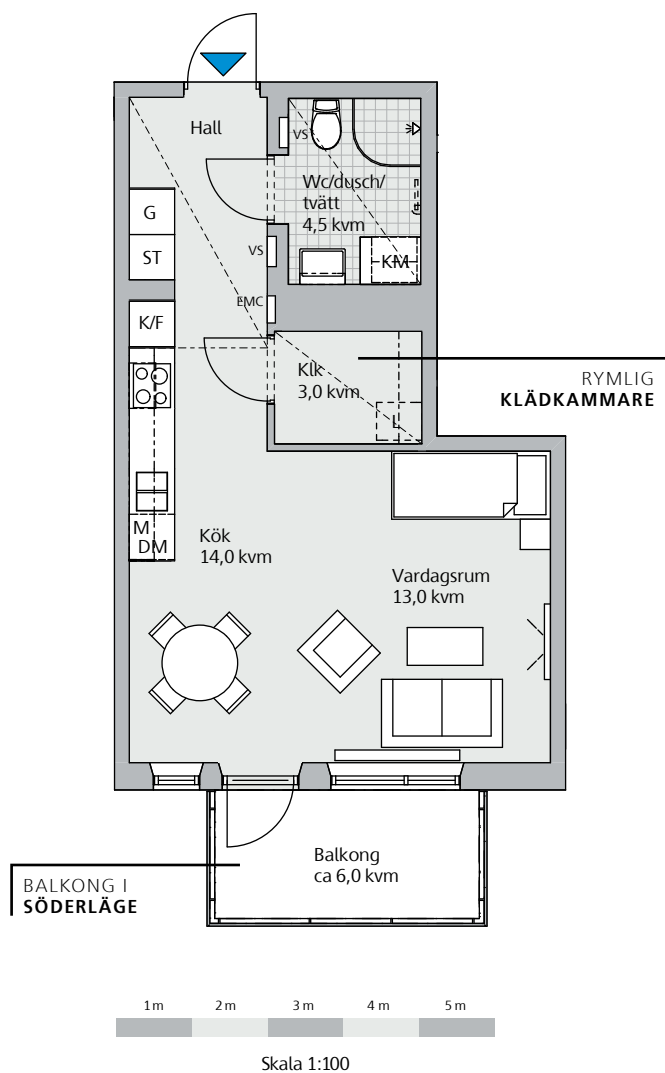 Hall
VS
Wc/dusch/
tvätt
4,5 kvm
G
ST
VS
KM
EMC
K/F
Klk
3,0 kvm
L
RYMLIG
KLÄDKAMMARE
M
DM
Kök
14,0 kvm
Vardagsrum
13,0 kvm
Balkong
ca 6,0 kvm
BALKONG I
SÖDERLÄGE
1 m 2 m 3 m 4 m 5 m
Skala 1:100